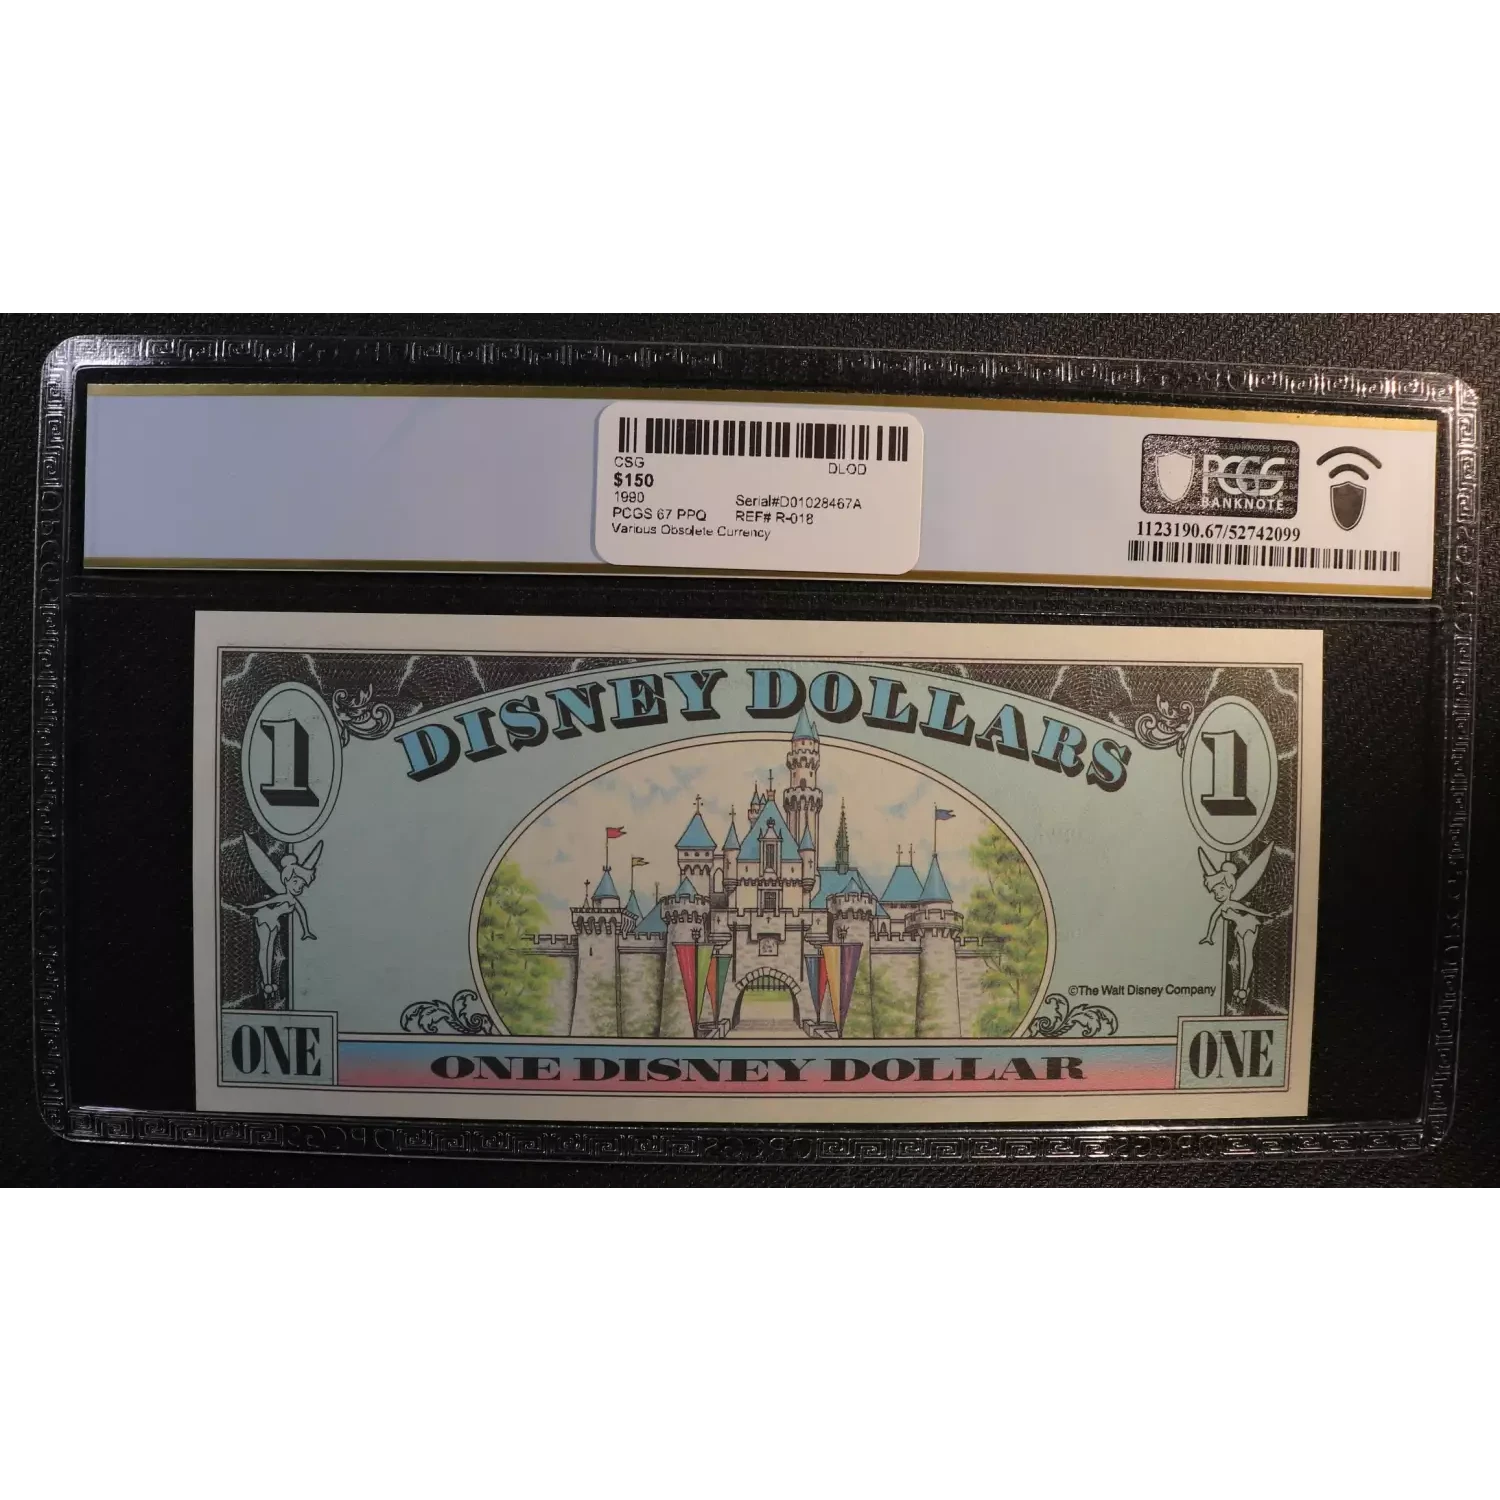 CSG DLOD
$150
1990
PCGS 67 PPQ Serial#D01028467A
REF# R-018
Various Obsolete Currency
PCGS
BANKNOTE
1123190.67/52742099
DISNEY DOLLARS
1 1
©The Walt Disney Company
ONE ONE DISNEY DOLLAR ONE